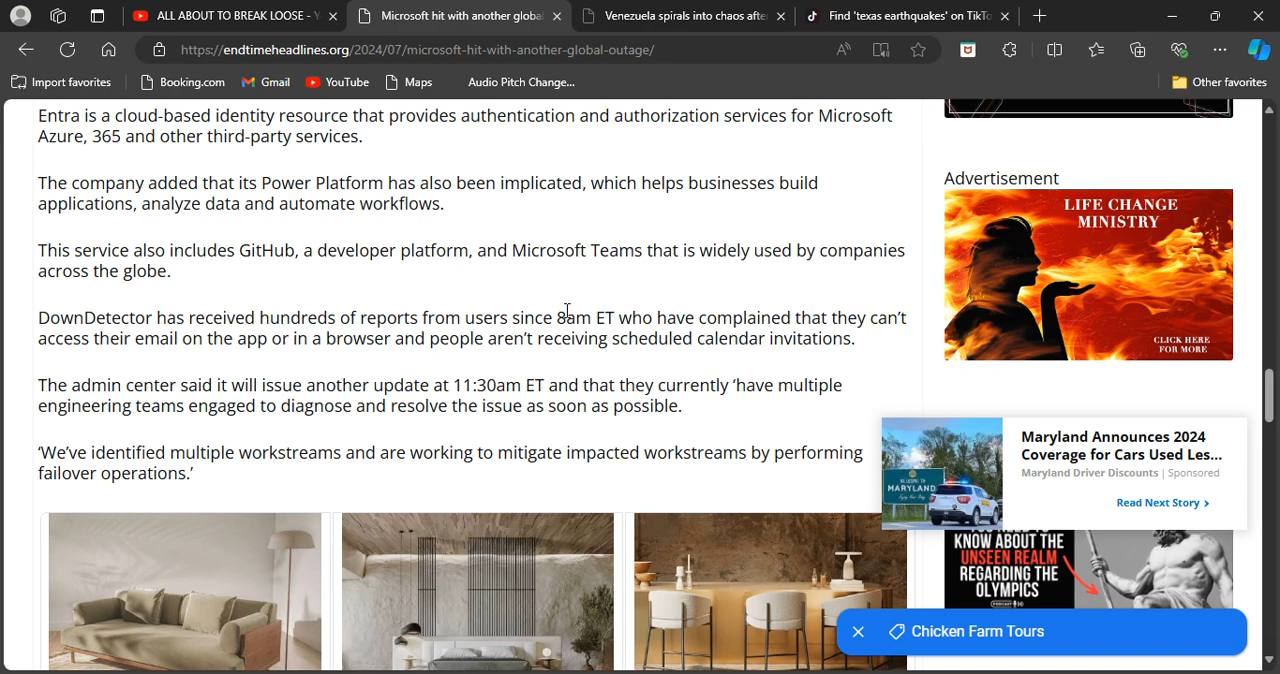 ALL ABOUT TO BREAK LOOSE - Y
Microsoft hit with another globa
Venezuela spirals into chaos afte
Find 'texas earthquakes' on TikTo
https://endtimeheadlines.org/2024/07/microsoft-hit-with-another-global-outage/
Import favorites
Booking.com
Gmail
YouTube
Maps
Audio Pitch Change...
Other favorites
Entra is a cloud-based identity resource that provides authentication and authorization services for Microsoft
Azure, 365 and other third-party services.
The company added that its Power Platform has also been implicated, which helps businesses build
applications, analyze data and automate workflows.
This service also includes GitHub, a developer platform, and Microsoft Teams that is widely used by companies
across the globe.
DownDetector has received hundreds of reports from users since 8am ET who have complained that they can’t
access their email on the app or in a browser and people aren’t receiving scheduled calendar invitations.
The admin center said it will issue another update at 11:30am ET and that they currently ‘have multiple
engineering teams engaged to diagnose and resolve the issue as soon as possible.
‘We’ve identified multiple workstreams and are working to mitigate impacted workstreams by performing
failover operations.’
Advertisement
LIFE CHANGE
MINISTRY
CLICK HERE
FOR MORE
MARYLAND
Maryland Announces 2024
Coverage for Cars Used Les...
Maryland Driver Discounts | Sponsored
Read Next Story >
KNOW ABOUT THE
UNSEEN REALM
REGARDING THE
OLYMPICS
Chicken Farm Tours